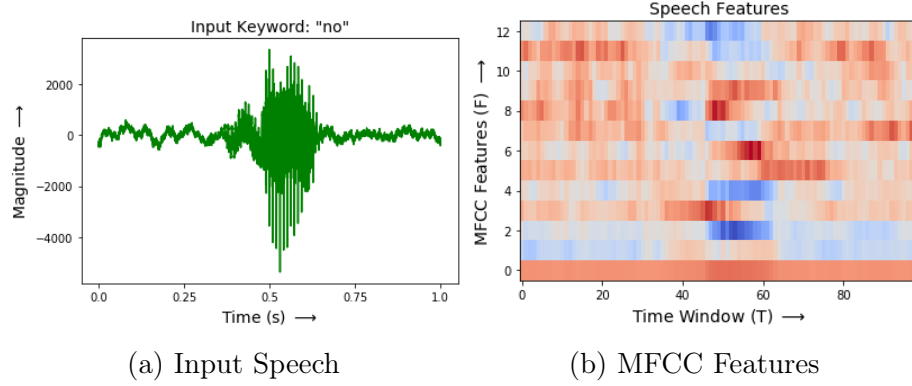 Input Keyword: "no"
Magnitude →
2000
0
−2000
−4000
0.0
0.25
0.5
0.75
1.0
Time (s) →
(a) Input Speech
Speech Features
MFCC Features (F) →
12
10
8
6
4
2
0
0
20
40
60
80
Time Window (T) →
(b) MFCC Features